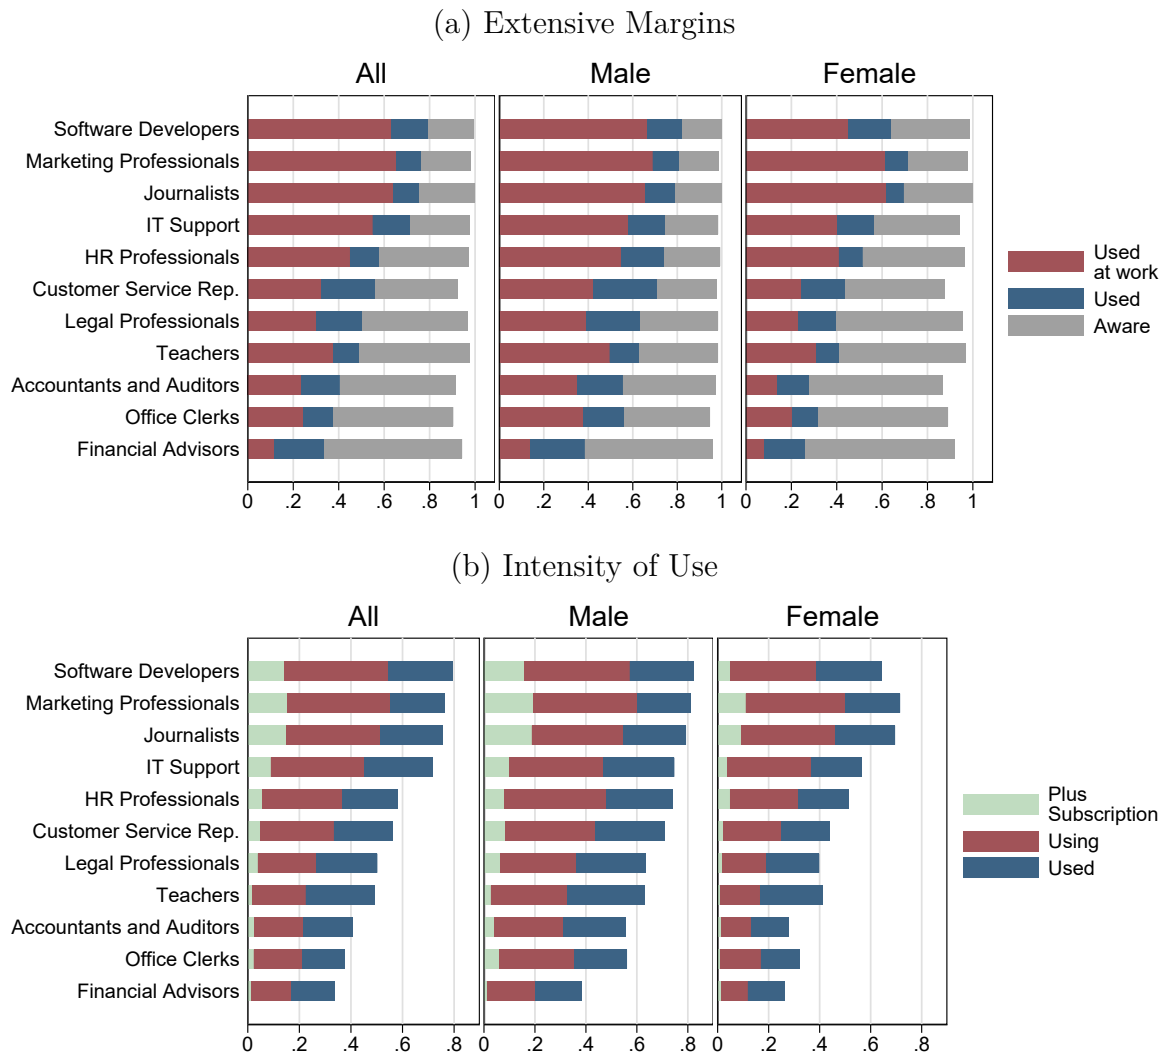 (a) Extensive Margins
All
Male
Female
Software Developers
Marketing Professionals
Journalists
IT Support
HR Professionals
Customer Service Rep.
Legal Professionals
Teachers
Accountants and Auditors
Office Clerks
Financial Advisors
0 .2 .4 .6 .8 1
0 .2 .4 .6 .8 1
0 .2 .4 .6 .8 1
Used
at work
Used
Aware
(b) Intensity of Use
All
Male
Female
Software Developers
Marketing Professionals
Journalists
IT Support
HR Professionals
Customer Service Rep.
Legal Professionals
Teachers
Accountants and Auditors
Office Clerks
Financial Advisors
0 .2 .4 .6 .8
0 .2 .4 .6 .8
0 .2 .4 .6 .8
Plus
Subscription
Using
Used